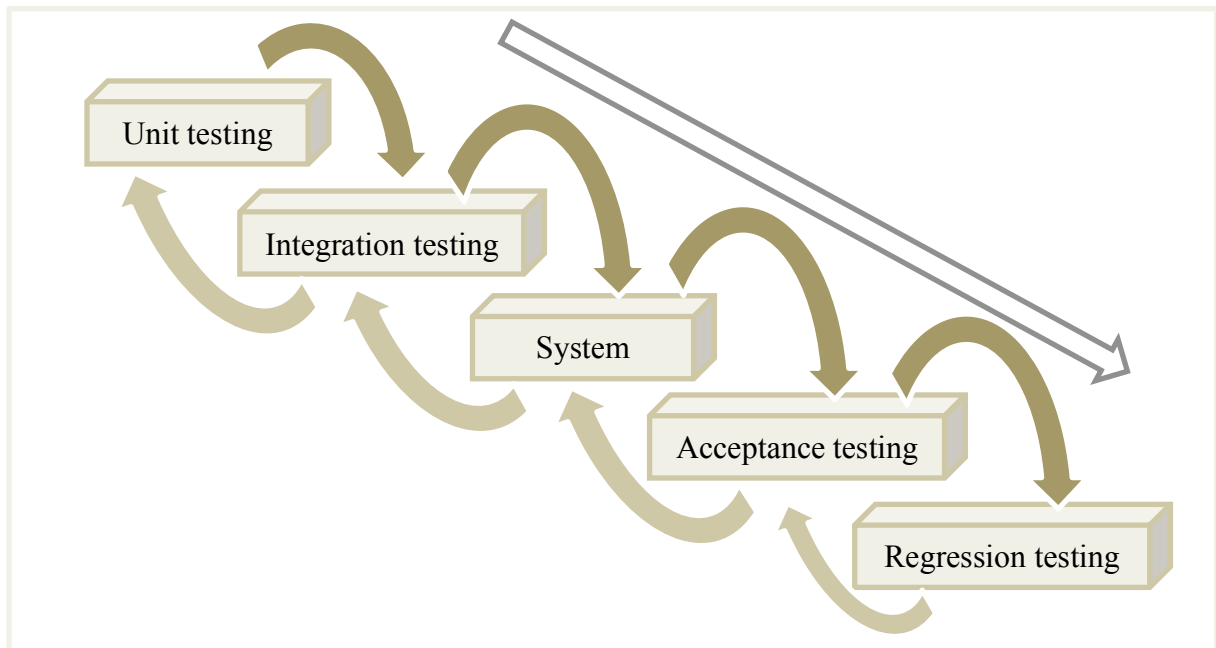 Unit testing
Integration testing
System
Acceptance testing
Regression testing